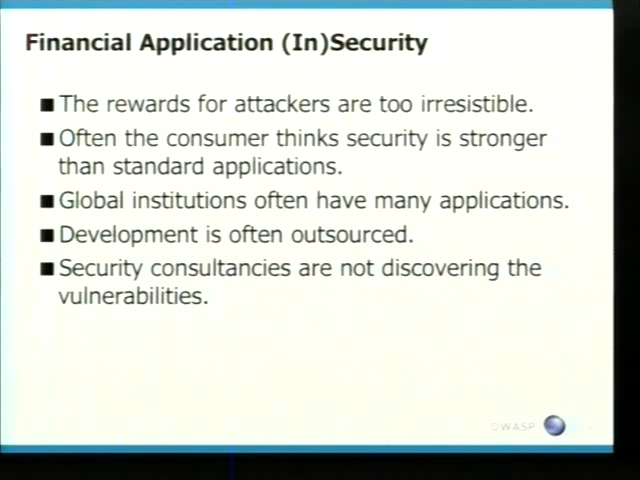 Financial Application (In)Security
The rewards for attackers are too irresistible.
Often the consumer thinks security is stronger
than standard applications.
Global institutions often have many applications.
Development is often outsourced.
Security consultancies are not discovering the
vulnerabilities.
OWASP